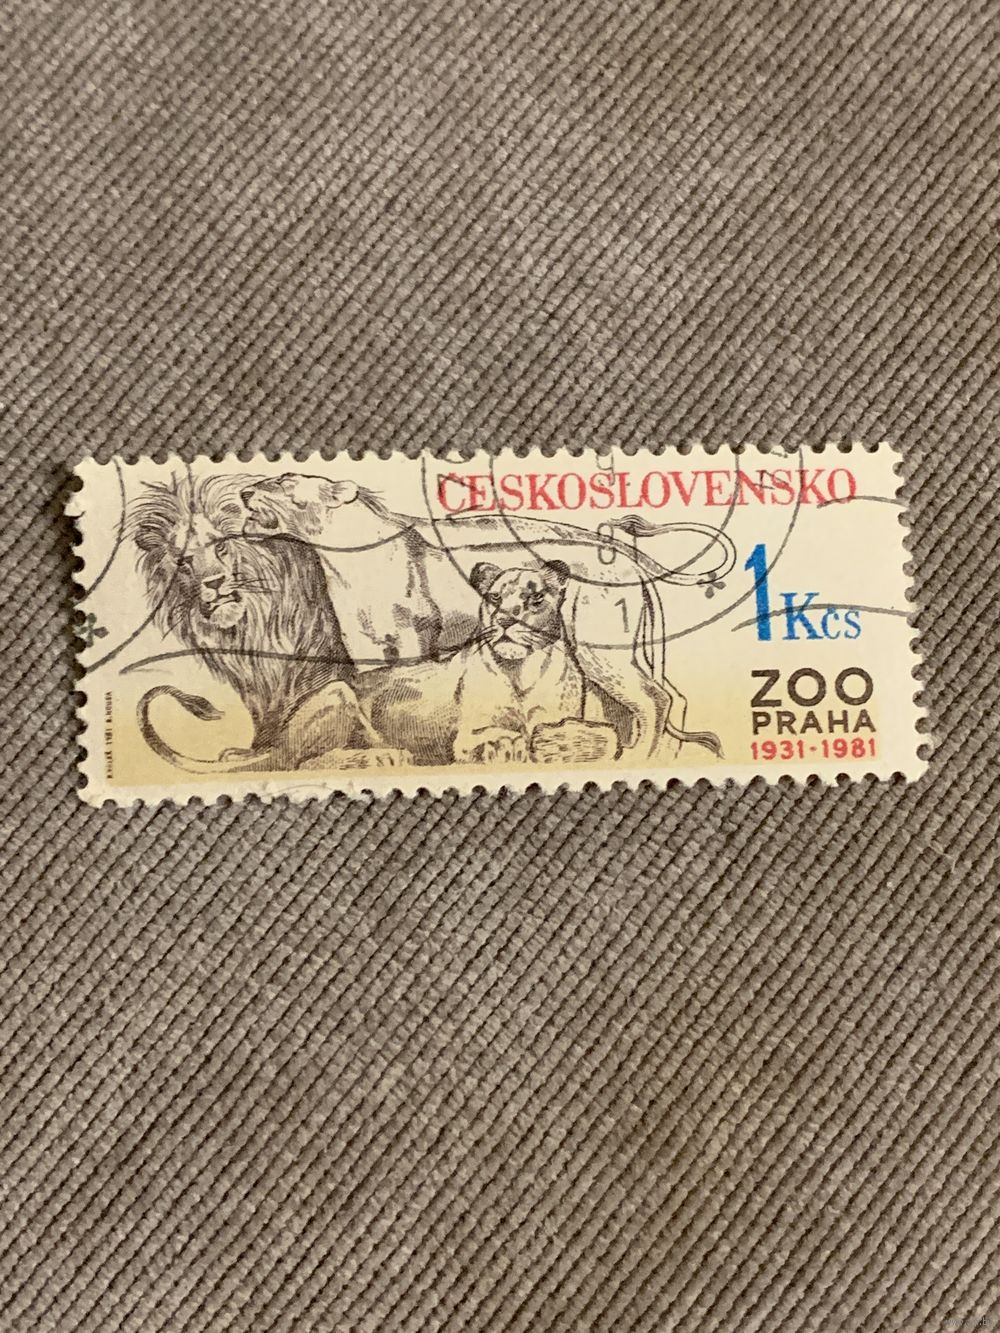 ČESKOSLOVENSKO
1 Kčs
ZOO
PRAHA
1931·1981